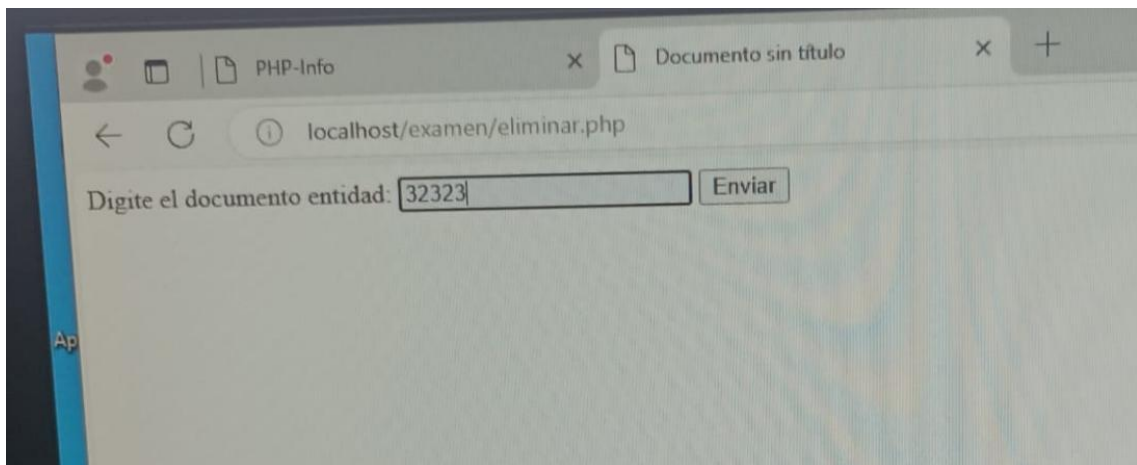 PHP-Info
Documento sin título
localhost/examen/eliminar.php
Digite el documento entidad: 32323 Enviar
Ap